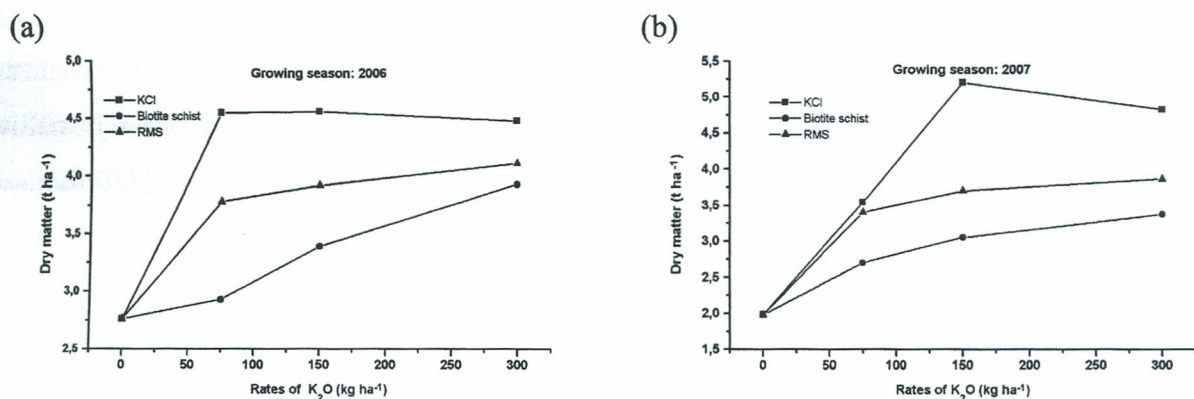 (a)
Growing season: 2006
KCl
Biotite schist
RMS
Dry matter (t ha⁻¹)
5,0
4,5
4,0
3,5
3,0
2,5
0 50 100 150 200 250 300
Rates of K₂O (kg ha⁻¹)
(b)
Growing season: 2007
KCl
Biotite schist
RMS
Dry matter (t ha⁻¹)
5,5
5,0
4,5
4,0
3,5
3,0
2,5
2,0
1,5
0 50 100 150 200 250 300
Rates of K₂O (kg ha⁻¹)